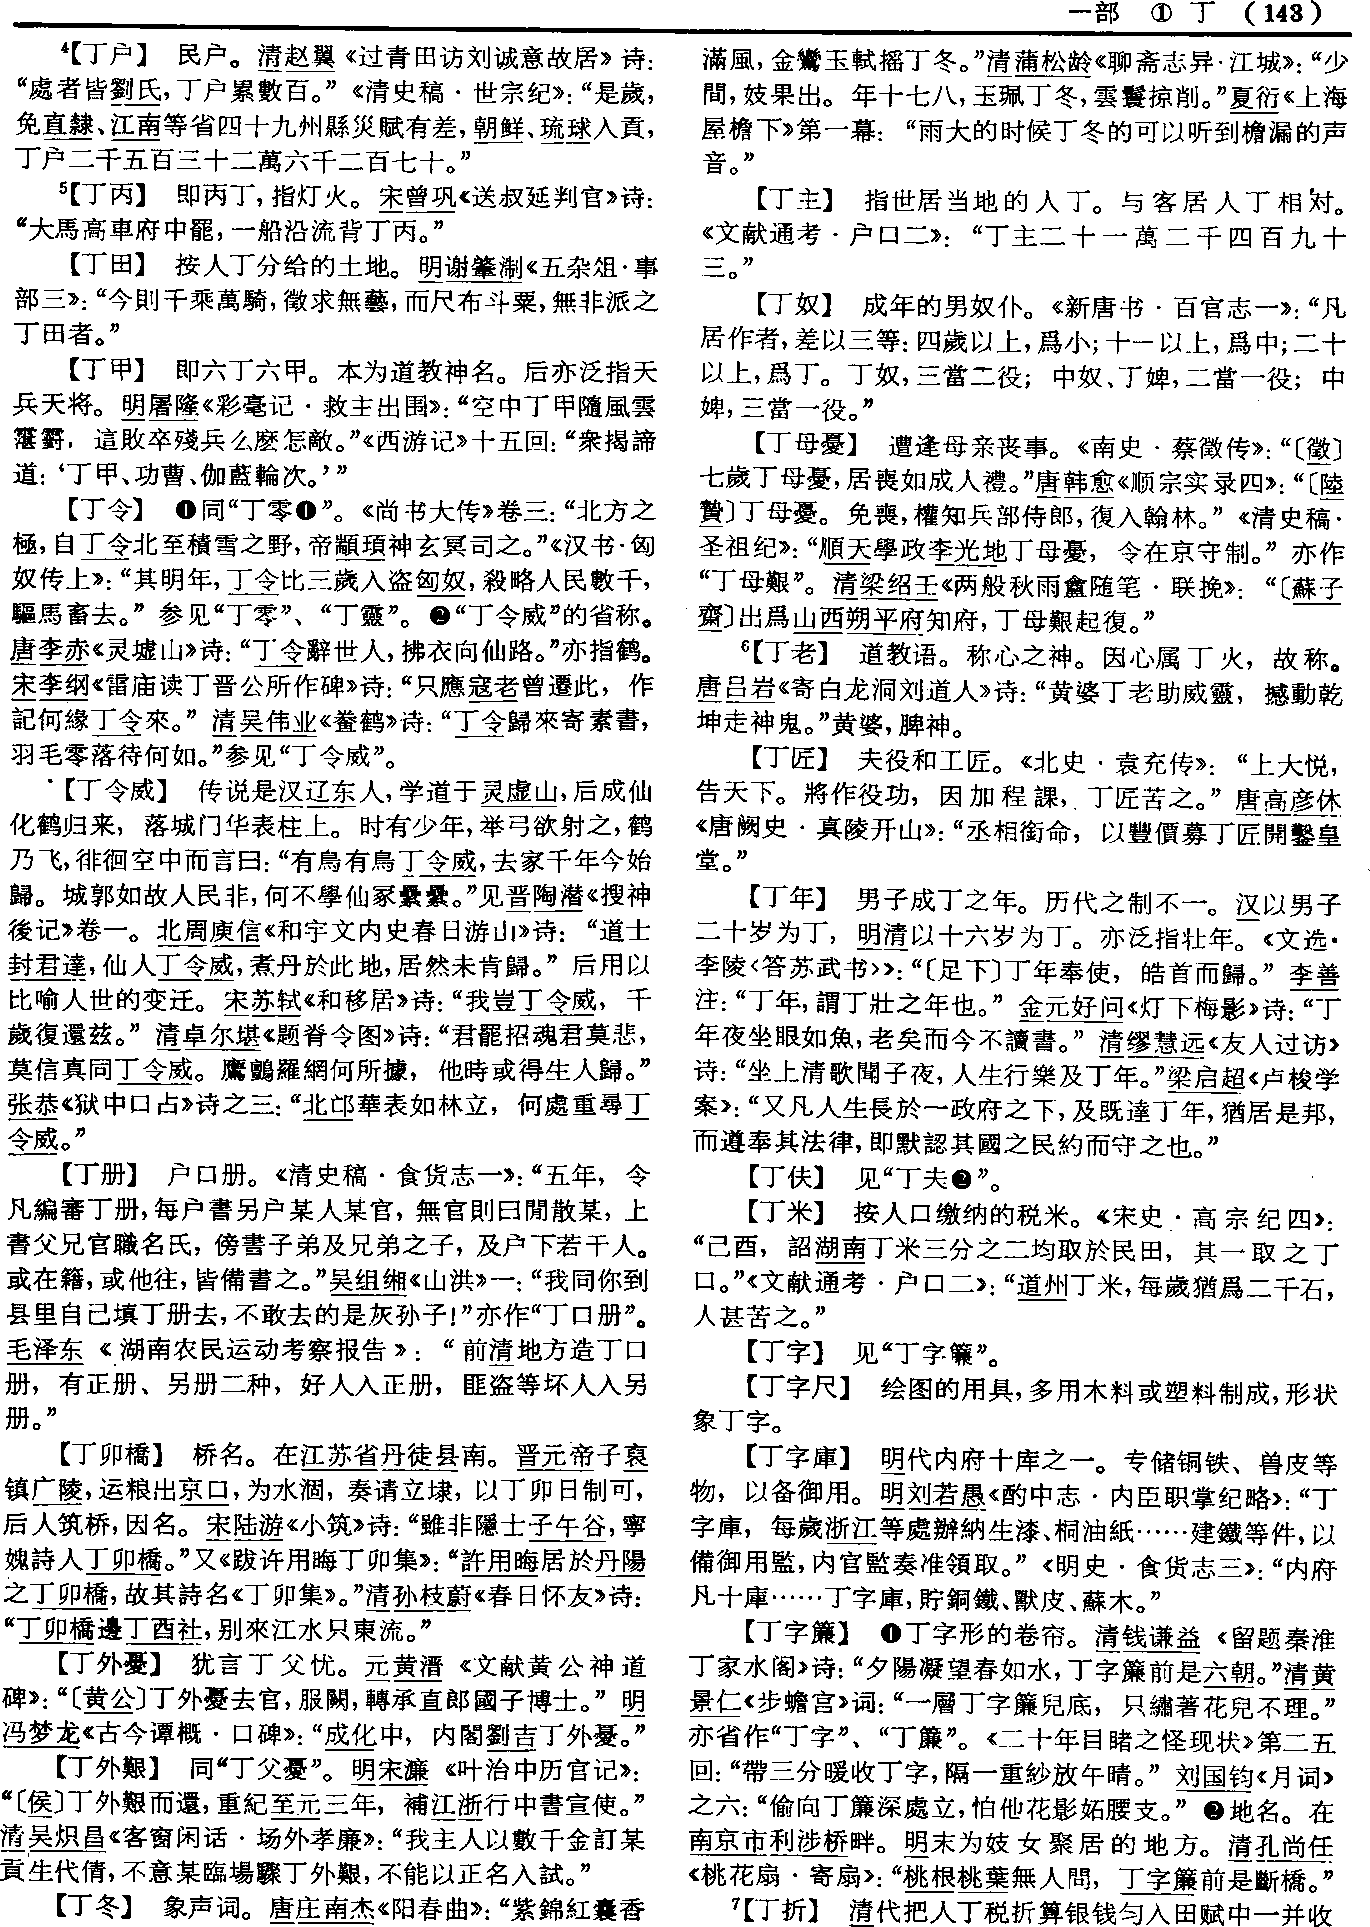 一部 ① 丁 （143）
⁴【丁户】 民户。清赵翼《过青田访刘诚意故居》诗：
“處者皆劉氏，丁户累數百。”《清史稿·世宗纪》：“是歲，
免直隸、江南等省四十九州縣災賦有差，朝鮮、琉球入貢，
丁户二千五百三十二萬六千二百七十。”
⁵【丁丙】 即丙丁，指灯火。宋曾巩《送叔延判官》诗：
“大馬高車府中罷，一船沿流背丁丙。”
【丁田】 按人丁分给的土地。明谢肇淛《五杂俎·事
部三》：“今則千乘萬騎，徵求無藝，而尺布斗粟，無非派之
丁田者。”
【丁甲】 即六丁六甲。本为道教神名。后亦泛指天
兵天将。明屠隆《彩毫记·救主出围》：“空中丁甲隨風雲
，這敗卒殘兵么麽怎敵。”《西游记》十五回：“衆揭諦
道：‘丁甲、功曹、伽藍輪次。’”
【丁令】 ❶同“丁零❶”。《尚书大传》卷三：“北方之
極，自丁令北至積雪之野，帝顓頊神玄冥司之。”《汉书·匈
奴传上》：“其明年，丁令比三歲入盗匈奴，殺略人民數千，
驅馬畜去。” 参见“丁零”、“丁靈”。❷“丁令威”的省称。
唐李赤《灵墟山》诗：“丁令辭世人，拂衣向仙路。”亦指鹤。
宋李纲《雷庙读丁晋公所作碑》诗：“只應寇老曾遷此，作
記何緣丁令來。” 清吴伟业《鲞鹤》诗：“丁令歸來寄素書，
羽毛零落待何如。”参见“丁令威”。
【丁令威】 传说是汉辽东人，学道于灵虚山，后成仙
化鹤归来，落城门华表柱上。时有少年，举弓欲射之，鹤
乃飞，徘徊空中而言曰：“有鳥有鳥丁令威，去家千年今始
歸。城郭如故人民非，何不學仙冢纍纍。”见晋陶潜《搜神
後记》卷一。北周庾信《和宇文内史春日游山》诗：“道士
封君達，仙人丁令威，煮丹於此地，居然未肯歸。” 后用以
比喻人世的变迁。宋苏轼《和移居》诗：“我豈丁令威，千
歲復還兹。” 清卓尔堪《题脊令图》诗：“君罷招魂君莫悲，
莫信真同丁令威。鷹鸇羅網何所據，他時或得生人歸。”
张恭《狱中口占》诗之三：“北邙華表如林立，何處重尋丁
令威。”
【丁册】 户口册。《清史稿·食货志一》：“五年，令
凡編審丁册，每户書另户某人某官，無官則曰閒散某，上
書父兄官職名氏，傍書子弟及兄弟之子，及户下若干人。
或在籍，或他往，皆備書之。”吴组缃《山洪》一：“我同你到
县里自己填丁册去，不敢去的是灰孙子！”亦作“丁口册”。
毛泽东《湖南农民运动考察报告》：“前清地方造丁口
册，有正册、另册二种，好人入正册，匪盗等坏人入另
册。”
【丁卯橋】 桥名。在江苏省丹徒县南。晋元帝子裒
镇广陵，运粮出京口，为水涸，奏请立埭，以丁卯日制可，
后人筑桥，因名。宋陆游《小筑》诗：“雖非隱士子午谷，寧
媿詩人丁卯橋。”又《跋许用晦丁卯集》：“許用晦居於丹陽
之丁卯橋，故其詩名《丁卯集》。”清孙枝蔚《春日怀友》诗：
“丁卯橋邊丁酉社，别來江水只東流。”
【丁外憂】 犹言丁父忧。元黄溍《文献黄公神道
碑》：“〔黄公〕丁外憂去官，服闋，轉承直郎國子博士。” 明
冯梦龙《古今谭概·口碑》：“成化中，内閣劉吉丁外憂。”
【丁外艱】 同“丁父憂”。明宋濂《叶治中历官记》：
“〔侯〕丁外艱而還，重紀至元三年，補江浙行中書宣使。”
清吴炽昌《客窗闲话·场外孝廉》：“我主人以數千金訂某
貢生代倩，不意某臨場驟丁外艱，不能以正名入試。”
【丁冬】 象声词。唐庄南杰《阳春曲》：“紫錦紅囊香
滿風，金鸞玉軾摇丁冬。”清蒲松龄《聊斋志异·江城》：“少
間，妓果出。年十七八，玉珮丁冬，雲鬟掠削。”夏衍《上海
屋檐下》第一幕：“雨大的时候丁冬的可以听到檐漏的声
音。”
【丁主】 指世居当地的人丁。与客居人丁相对。
《文献通考·户口二》：“丁主二十一萬二千四百九十
三。”
【丁奴】 成年的男奴仆。《新唐书·百官志一》：“凡
居作者，差以三等：四歲以上，爲小；十一以上，爲中；二十
以上，爲丁。丁奴，三當二役；中奴、丁婢，二當一役；中
婢，三當一役。”
【丁母憂】 遭逢母亲丧事。《南史·蔡徵传》：“〔徵〕
七歲丁母憂，居喪如成人禮。”唐韩愈《顺宗实录四》：“〔陸
贄〕丁母憂。免喪，權知兵部侍郎，復入翰林。”《清史稿·
圣祖纪》：“順天學政李光地丁母憂，令在京守制。” 亦作
“丁母艱”。清梁绍壬《两般秋雨盦随笔·联挽》：“〔蘇子
齋〕出爲山西朔平府知府，丁母艱起復。”
⁶【丁老】 道教语。称心之神。因心属丁火，故称。
唐吕岩《寄白龙洞刘道人》诗：“黄婆丁老助威靈，撼動乾
坤走神鬼。”黄婆，脾神。
【丁匠】 夫役和工匠。《北史·袁充传》：“上大悦，
告天下。將作役功，因加程課，丁匠苦之。” 唐高彦休
《唐阙史·真陵开山》：“丞相銜命，以豐價募丁匠開鑿皇
堂。”
【丁年】 男子成丁之年。历代之制不一。汉以男子
二十岁为丁，明清以十六岁为丁。亦泛指壮年。《文选·
李陵〈答苏武书〉》：“〔足下〕丁年奉使，皓首而歸。” 李善
注：“丁年，謂丁壯之年也。” 金元好问《灯下梅影》诗：“丁
年夜坐眼如魚，老矣而今不讀書。” 清缪慧远《友人过访》
诗：“坐上清歌聞子夜，人生行樂及丁年。”梁启超《卢梭学
案》：“又凡人生長於一政府之下，及既達丁年，猶居是邦，
而遵奉其法律，即默認其國之民約而守之也。”
【丁伕】 见“丁夫❷”。
【丁米】 按人口缴纳的税米。《宋史·高宗纪四》：
“己酉，詔湖南丁米三分之二均取於民田，其一取之丁
口。”《文献通考·户口二》：“道州丁米，每歲猶爲二千石，
人甚苦之。”
【丁字】 见“丁字簾”。
【丁字尺】 绘图的用具，多用木料或塑料制成，形状
象丁字。
【丁字庫】 明代内府十库之一。专储铜铁、兽皮等
物，以备御用。明刘若愚《酌中志·内臣职掌纪略》：“丁
字庫，每歲浙江等處辦納生漆、桐油紙……建鐵等件，以
備御用監，内官監奏准領取。”《明史·食货志三》：“内府
凡十庫……丁字庫，貯銅鐵、獸皮、蘇木。”
【丁字簾】 ❶丁字形的卷帘。清钱谦益《留题秦淮
丁家水阁》诗：“夕陽凝望春如水，丁字簾前是六朝。”清黄
景仁《步蟾宫》词：“一層丁字簾兒底，只繡著花兒不理。”
亦省作“丁字”、“丁簾”。《二十年目睹之怪现状》第二五
回：“帶三分暖收丁字，隔一重紗放午晴。” 刘国钧《月词》
之六：“偷向丁簾深處立，怕他花影妬腰支。” ❷地名。在
南京市利涉桥畔。明末为妓女聚居的地方。清孔尚任
《桃花扇·寄扇》：“桃根桃葉無人問，丁字簾前是斷橋。”
⁷【丁折】 清代把人丁税折算银钱匀入田赋中一并收